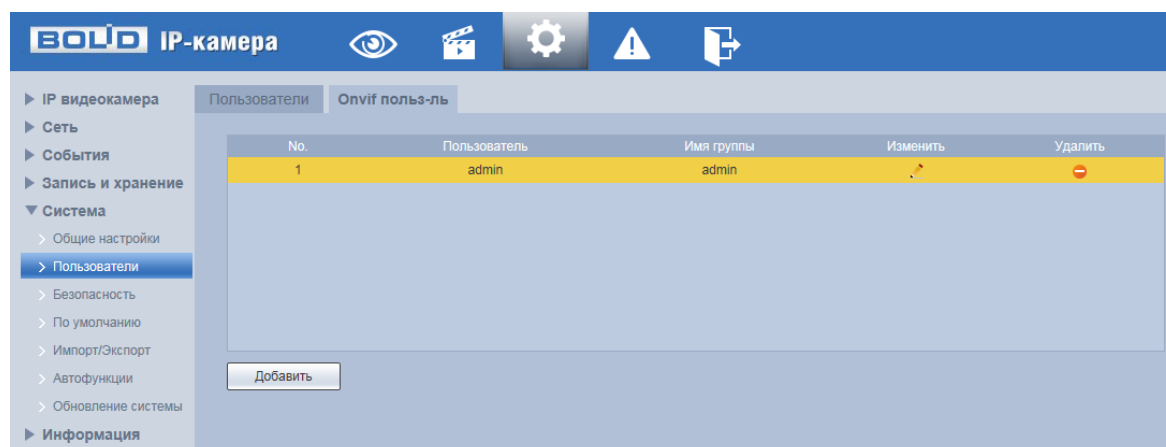 BOLID IP-камера
IP видеокамера
Сеть
События
Запись и хранение
Система
Общие настройки
Пользователи
Безопасность
По умолчанию
Импорт/Экспорт
Автофункции
Обновление системы
Информация
Пользователи Onvif польз-ль
No. Пользователь Имя группы Изменить Удалить
1 admin admin
Добавить